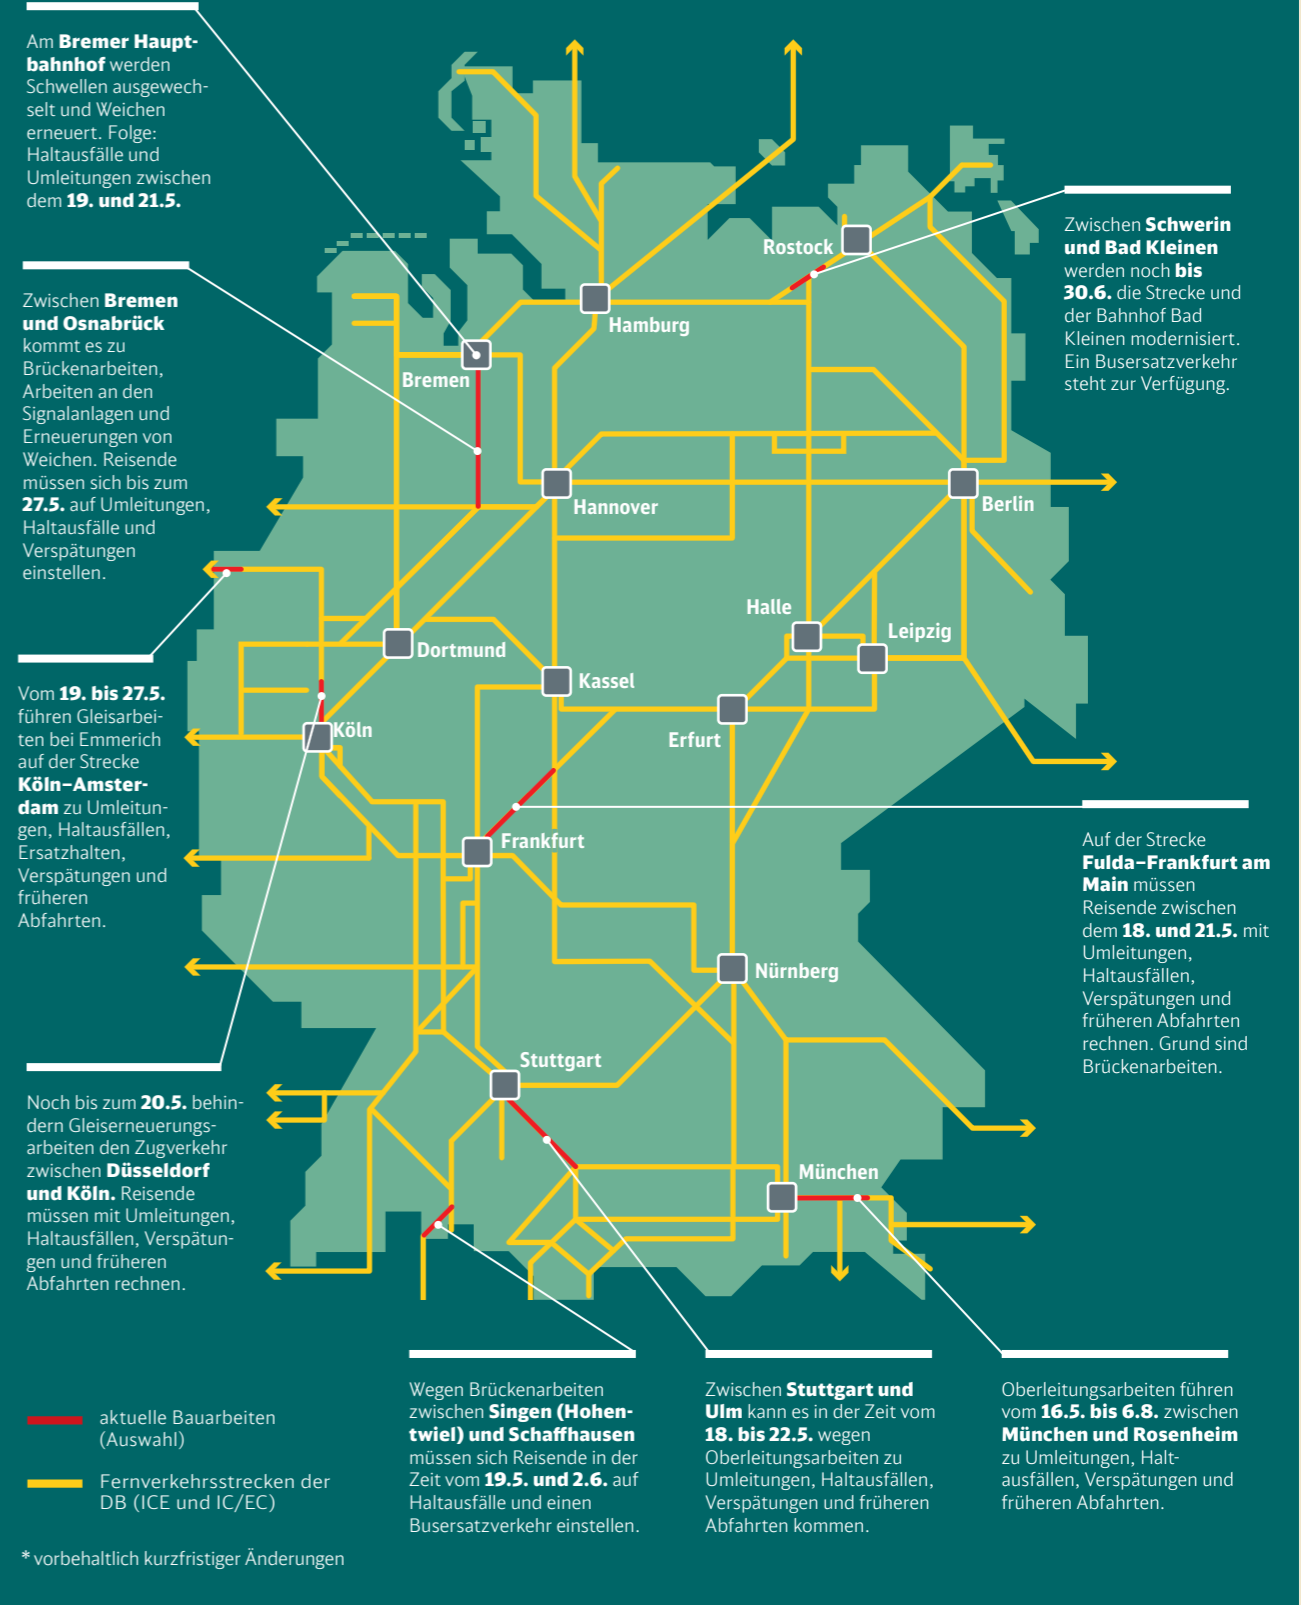 Am Bremer Haupt-
bahnhof werden
Schwellen ausgewech-
selt und Weichen
erneuert. Folge:
Haltausfälle und
Umleitungen zwischen
dem 19. und 21.5.
Zwischen Bremen
und Osnabrück
kommt es zu
Brückenarbeiten,
Arbeiten an den
Signalanlagen und
Erneuerungen von
Weichen. Reisende
müssen sich bis zum
27.5. auf Umleitungen,
Haltausfälle und
Verspätungen
einstellen.
Vom 19. bis 27.5.
führen Gleisarbei-
ten bei Emmerich
auf der Strecke
Köln–Amster-
dam zu Umleitun-
gen, Haltausfällen,
Ersatzhalten,
Verspätungen und
früheren
Abfahrten.
Noch bis zum 20.5. behin-
dern Gleiserneuerungs-
arbeiten den Zugverkehr
zwischen Düsseldorf
und Köln. Reisende
müssen mit Umleitungen,
Haltausfällen, Verspätun-
gen und früheren
Abfahrten rechnen.
Rostock
Hamburg
Bremen
Hannover
Berlin
Halle
Leipzig
Dortmund
Kassel
Köln
Erfurt
Frankfurt
Nürnberg
Stuttgart
München
Zwischen Schwerin
und Bad Kleinen
werden noch bis
30.6. die Strecke und
der Bahnhof Bad
Kleinen modernisiert.
Ein Busersatzverkehr
steht zur Verfügung.
Auf der Strecke
Fulda–Frankfurt am
Main müssen
Reisende zwischen
dem 18. und 21.5. mit
Umleitungen,
Haltausfällen,
Verspätungen und
früheren Abfahrten
rechnen. Grund sind
Brückenarbeiten.
Wegen Brückenarbeiten
zwischen Singen (Hohen-
twiel) und Schaffhausen
müssen sich Reisende in der
Zeit vom 19.5. und 2.6. auf
Haltausfälle und einen
Busersatzverkehr einstellen.
Zwischen Stuttgart und
Ulm kann es in der Zeit vom
18. bis 22.5. wegen
Oberleitungsarbeiten zu
Umleitungen, Haltausfällen,
Verspätungen und früheren
Abfahrten kommen.
Oberleitungsarbeiten führen
vom 16.5. bis 6.8. zwischen
München und Rosenheim
zu Umleitungen, Halt-
ausfällen, Verspätungen und
früheren Abfahrten.
aktuelle Bauarbeiten
(Auswahl)
Fernverkehrsstrecken der
DB (ICE und IC/EC)
* vorbehaltlich kurzfristiger Änderungen